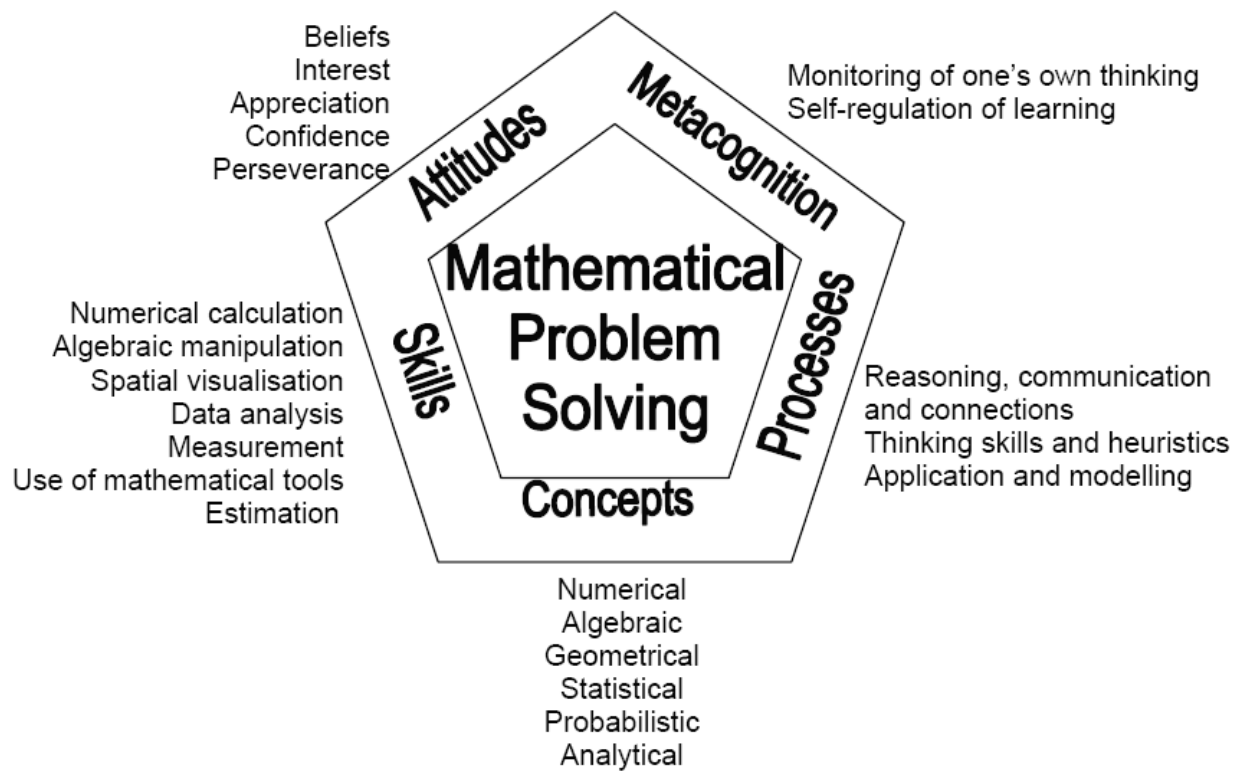 Beliefs
Interest
Appreciation
Confidence
Perseverance
Attitudes
Metacognition
Monitoring of one's own thinking
Self-regulation of learning
Mathematical
Problem
Solving
Numerical calculation
Algebraic manipulation
Spatial visualisation
Data analysis
Measurement
Use of mathematical tools
Estimation
Skills
Processes
Reasoning, communication
and connections
Thinking skills and heuristics
Application and modelling
Concepts
Numerical
Algebraic
Geometrical
Statistical
Probabilistic
Analytical